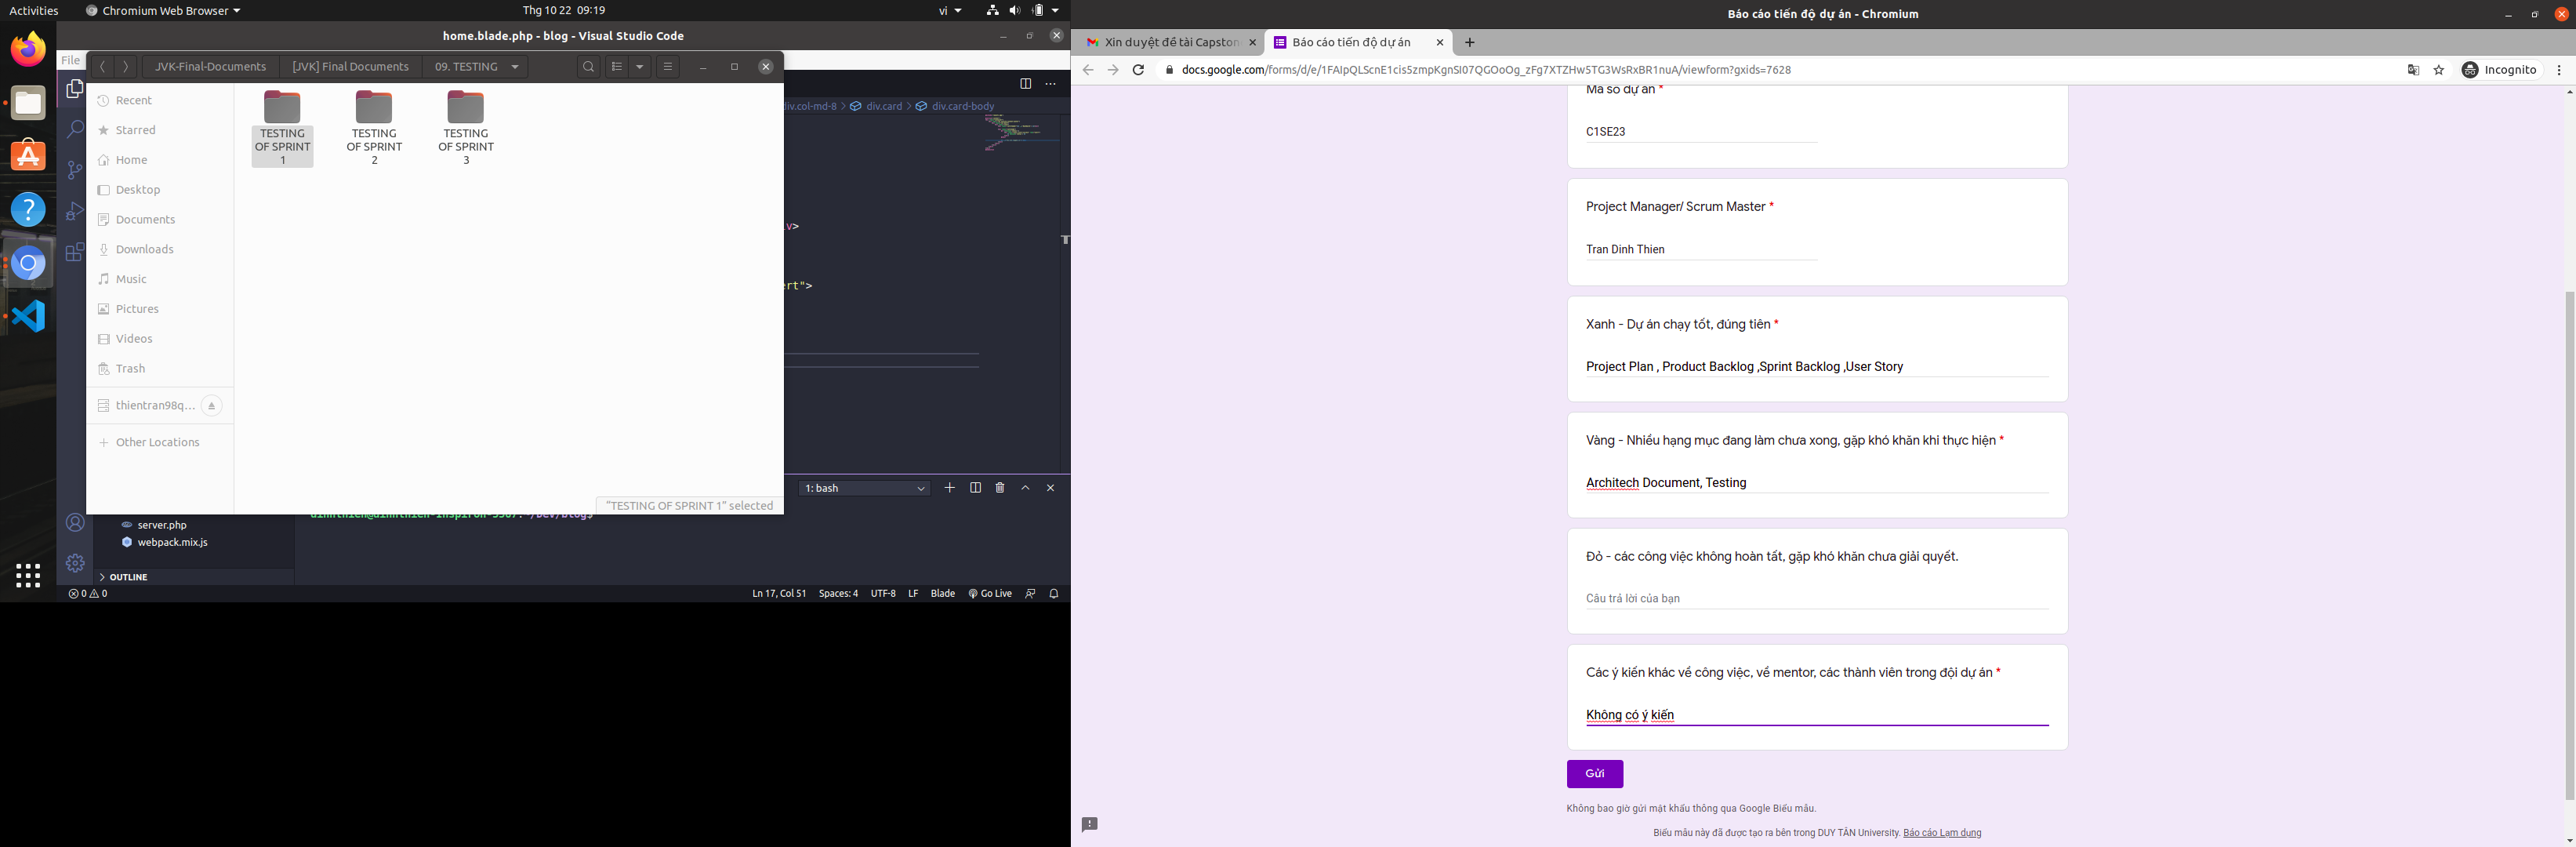 Activities
Chromium Web Browser
Thg 10 22 09:19
vi
home.blade.php - blog - Visual Studio Code
File
JVK-Final-Documents
[JVK] Final Documents
09. TESTING
Recent
Starred
Home
Desktop
Documents
Downloads
Music
Pictures
Videos
Trash
thientran98q...
Other Locations
TESTING
OF SPRINT
1
TESTING
OF SPRINT
2
TESTING
OF SPRINT
3
"TESTING OF SPRINT 1" selected
div.col-md-8 > div.card > div.card-body
1: bash
server.php
webpack.mix.js
OUTLINE
0 0
Ln 17, Col 51 Spaces: 4 UTF-8 LF Blade Go Live
Báo cáo tiến độ dự án - Chromium
Xin duyệt đề tài Capston
Báo cáo tiến độ dự án
docs.google.com/forms/d/e/1FAIpQLScnE1cis5zmpKgnSI07QGOoOg_zFg7XTZHw5TG3WsRxBR1nuA/viewform?gxids=7628
Incognito
Mã số dự án *
C1SE23
Project Manager/ Scrum Master *
Tran Dinh Thien
Xanh - Dự án chạy tốt, đúng tiên *
Project Plan , Product Backlog ,Sprint Backlog ,User Story
Vàng - Nhiều hạng mục đang làm chưa xong, gặp khó khăn khi thực hiện *
Architech Document, Testing
Đỏ - các công việc không hoàn tất, gặp khó khăn chưa giải quyết.
Câu trả lời của bạn
Các ý kiến khác về công việc, về mentor, các thành viên trong đội dự án *
Không có ý kiến
Gửi
Không bao giờ gửi mật khẩu thông qua Google Biểu mẫu.
Biểu mẫu này đã được tạo ra bên trong DUY TÂN University. Báo cáo Lạm dụng